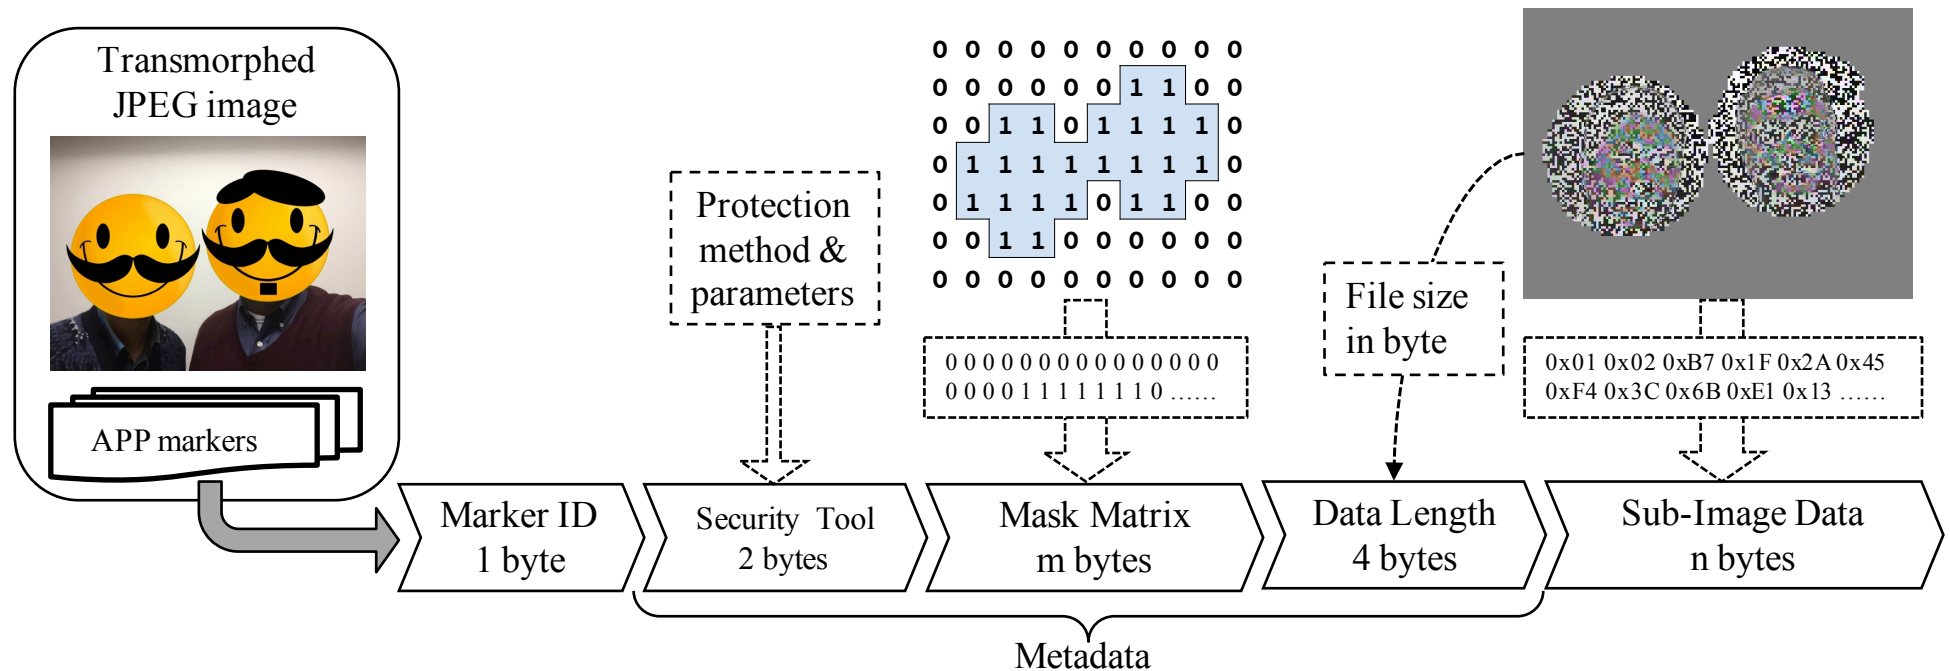 Transmorphed
JPEG image
APP markers
Protection
method &
parameters
0 0 0 0 0 0 0 0 0 0
0 0 0 0 0 0 1 1 0 0
0 0 1 1 0 1 1 1 1 0
0 1 1 1 1 1 1 1 1 0
0 1 1 1 1 0 1 1 0 0
0 0 1 1 0 0 0 0 0 0
0 0 0 0 0 0 0 0 0 0
0 0 0 0 0 0 0 0 0 0 0 0 0 0 0
0 0 0 0 1 1 1 1 1 1 1 0 ......
File size
in byte
0x01 0x02 0xB7 0x1F 0x2A 0x45
0xF4 0x3C 0x6B 0xE1 0x13 ......
Marker ID
1 byte
Security Tool
2 bytes
Mask Matrix
m bytes
Data Length
4 bytes
Sub-Image Data
n bytes
Metadata